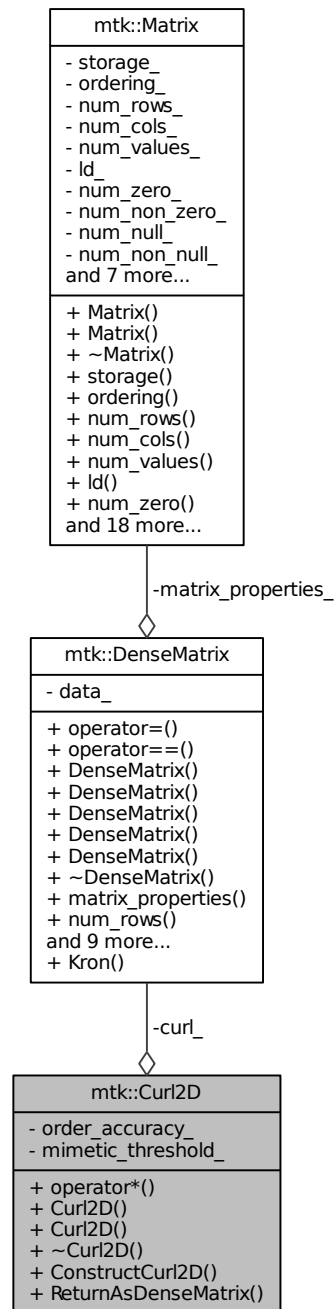 mtk::Matrix
- storage_
- ordering_
- num_rows_
- num_cols_
- num_values_
- ld_
- num_zero_
- num_non_zero_
- num_null_
- num_non_null_
and 7 more...
+ Matrix()
+ Matrix()
+ ~Matrix()
+ storage()
+ ordering()
+ num_rows()
+ num_cols()
+ num_values()
+ ld()
+ num_zero()
and 18 more...
-matrix_properties_
mtk::DenseMatrix
- data_
+ operator=()
+ operator==()
+ DenseMatrix()
+ DenseMatrix()
+ DenseMatrix()
+ DenseMatrix()
+ DenseMatrix()
+ ~DenseMatrix()
+ matrix_properties()
+ num_rows()
and 9 more...
+ Kron()
-curl_
mtk::Curl2D
- order_accuracy_
- mimetic_threshold_
+ operator*()
+ Curl2D()
+ Curl2D()
+ ~Curl2D()
+ ConstructCurl2D()
+ ReturnAsDenseMatrix()